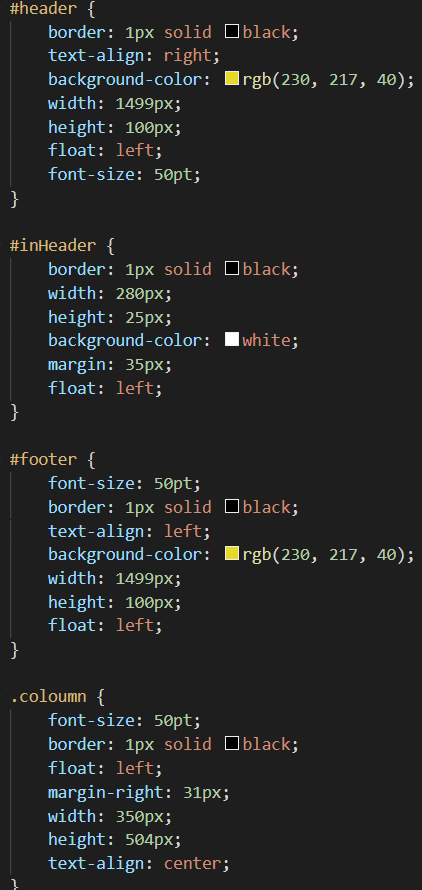 #header {
    border: 1px solid black;
    text-align: right;
    background-color: rgb(230, 217, 40);
    width: 1499px;
    height: 100px;
    float: left;
    font-size: 50pt;
}

#inHeader {
    border: 1px solid black;
    width: 280px;
    height: 25px;
    background-color: white;
    margin: 35px;
    float: left;
}

#footer {
    font-size: 50pt;
    border: 1px solid black;
    text-align: left;
    background-color: rgb(230, 217, 40);
    width: 1499px;
    height: 100px;
    float: left;
}

.coloumn {
    font-size: 50pt;
    border: 1px solid black;
    float: left;
    margin-right: 31px;
    width: 350px;
    height: 504px;
    text-align: center;
}